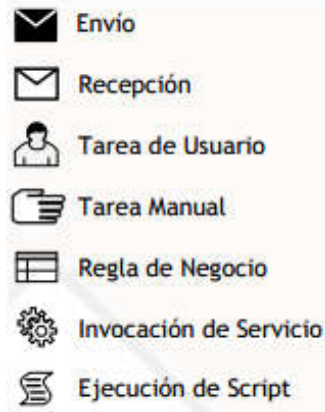 Envío
Recepción
Tarea de Usuario
Tarea Manual
Regla de Negocio
Invocación de Servicio
Ejecución de Script